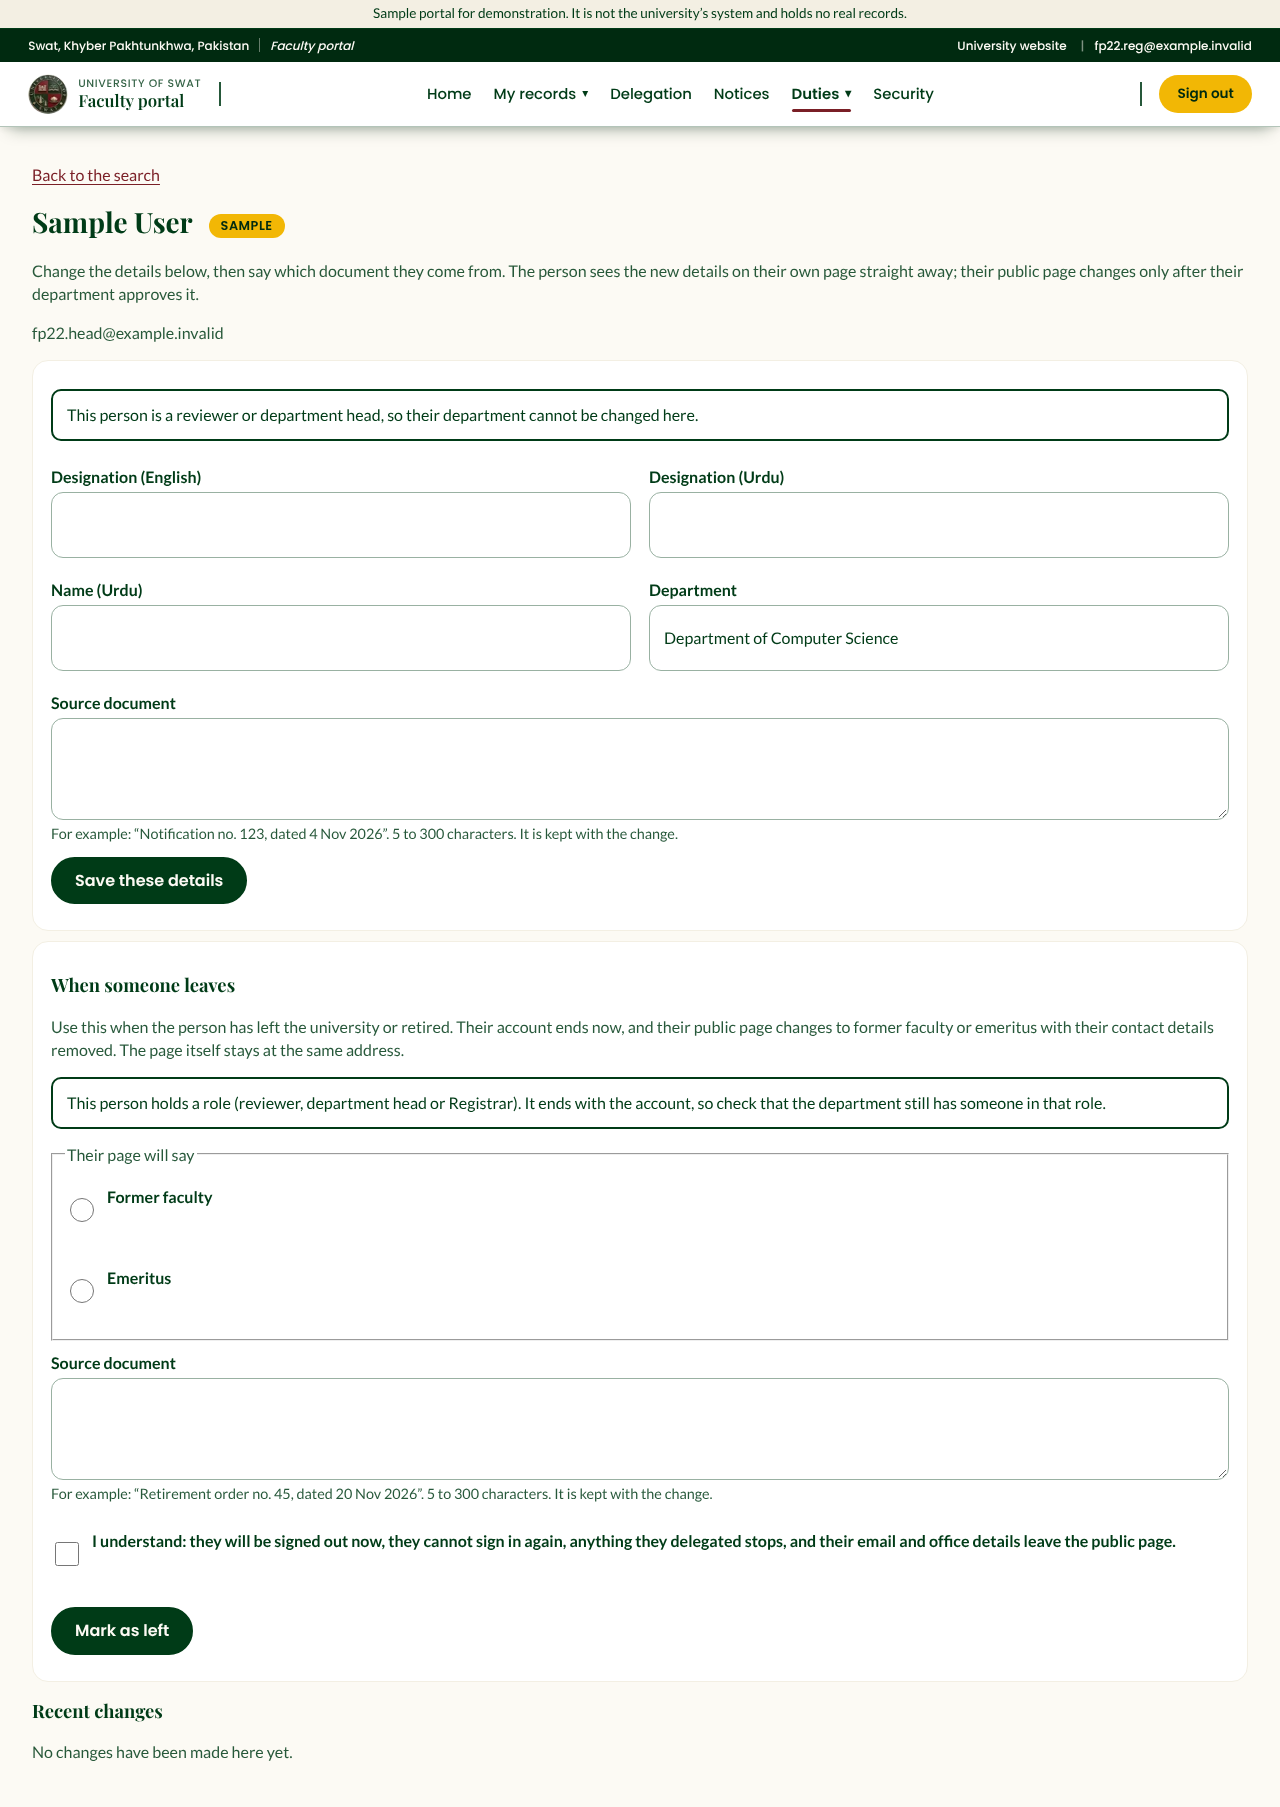 Sample portal for demonstration. It is not the university's system and holds no real records.
Swat, Khyber Pakhtunkhwa, Pakistan | Faculty portal
University website | fp22.reg@example.invalid
UNIVERSITY OF SWAT
Faculty portal
Home My records ▾ Delegation Notices Duties ▾ Security
Sign out
Back to the search
Sample User SAMPLE
Change the details below, then say which document they come from. The person sees the new details on their own page straight away; their public page changes only after their
department approves it.
fp22.head@example.invalid
This person is a reviewer or department head, so their department cannot be changed here.
Designation (English)
Designation (Urdu)
Name (Urdu)
Department
Department of Computer Science
Source document
For example: “Notification no. 123, dated 4 Nov 2026”. 5 to 300 characters. It is kept with the change.
Save these details
When someone leaves
Use this when the person has left the university or retired. Their account ends now, and their public page changes to former faculty or emeritus with their contact details
removed. The page itself stays at the same address.
This person holds a role (reviewer, department head or Registrar). It ends with the account, so check that the department still has someone in that role.
Their page will say
Former faculty
Emeritus
Source document
For example: “Retirement order no. 45, dated 20 Nov 2026”. 5 to 300 characters. It is kept with the change.
I understand: they will be signed out now, they cannot sign in again, anything they delegated stops, and their email and office details leave the public page.
Mark as left
Recent changes
No changes have been made here yet.